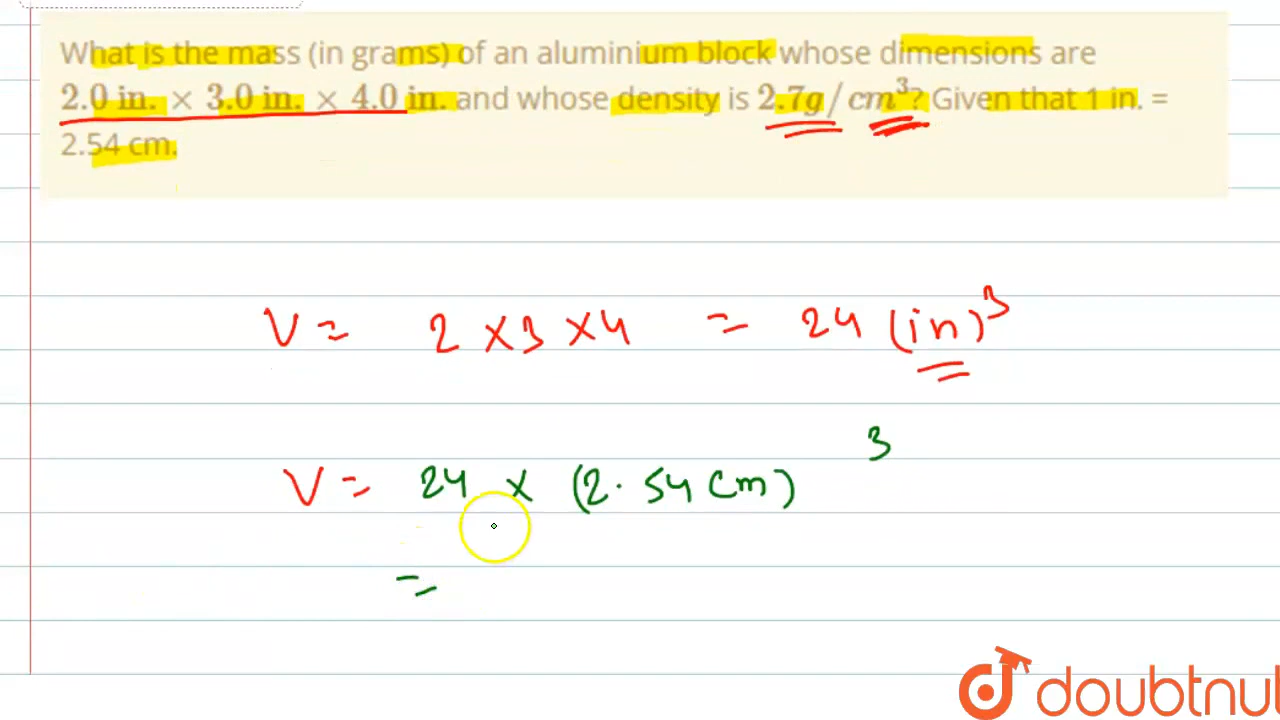 What is the mass (in grams) of an aluminium block whose dimensions are
2.0 in. × 3.0 in. × 4.0 in. and whose density is 2.7g/cm³? Given that 1 in. =
2.54 cm.
V = 2 × 3 × 4 = 24 (in)³
V = 24 × (2.54 cm)³
=
doubtnut